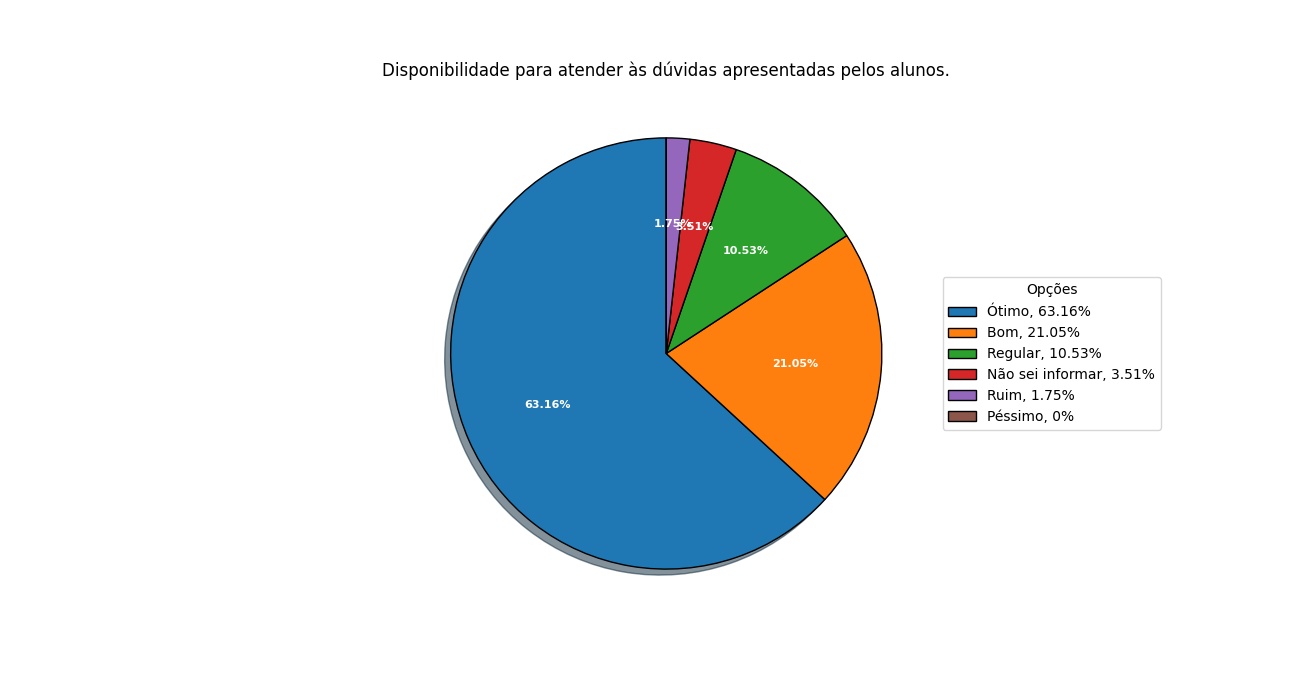 Disponibilidade para atender às dúvidas apresentadas pelos alunos.
1.75%
3.51%
10.53%
21.05%
63.16%
Opções
Ótimo, 63.16%
Bom, 21.05%
Regular, 10.53%
Não sei informar, 3.51%
Ruim, 1.75%
Péssimo, 0%